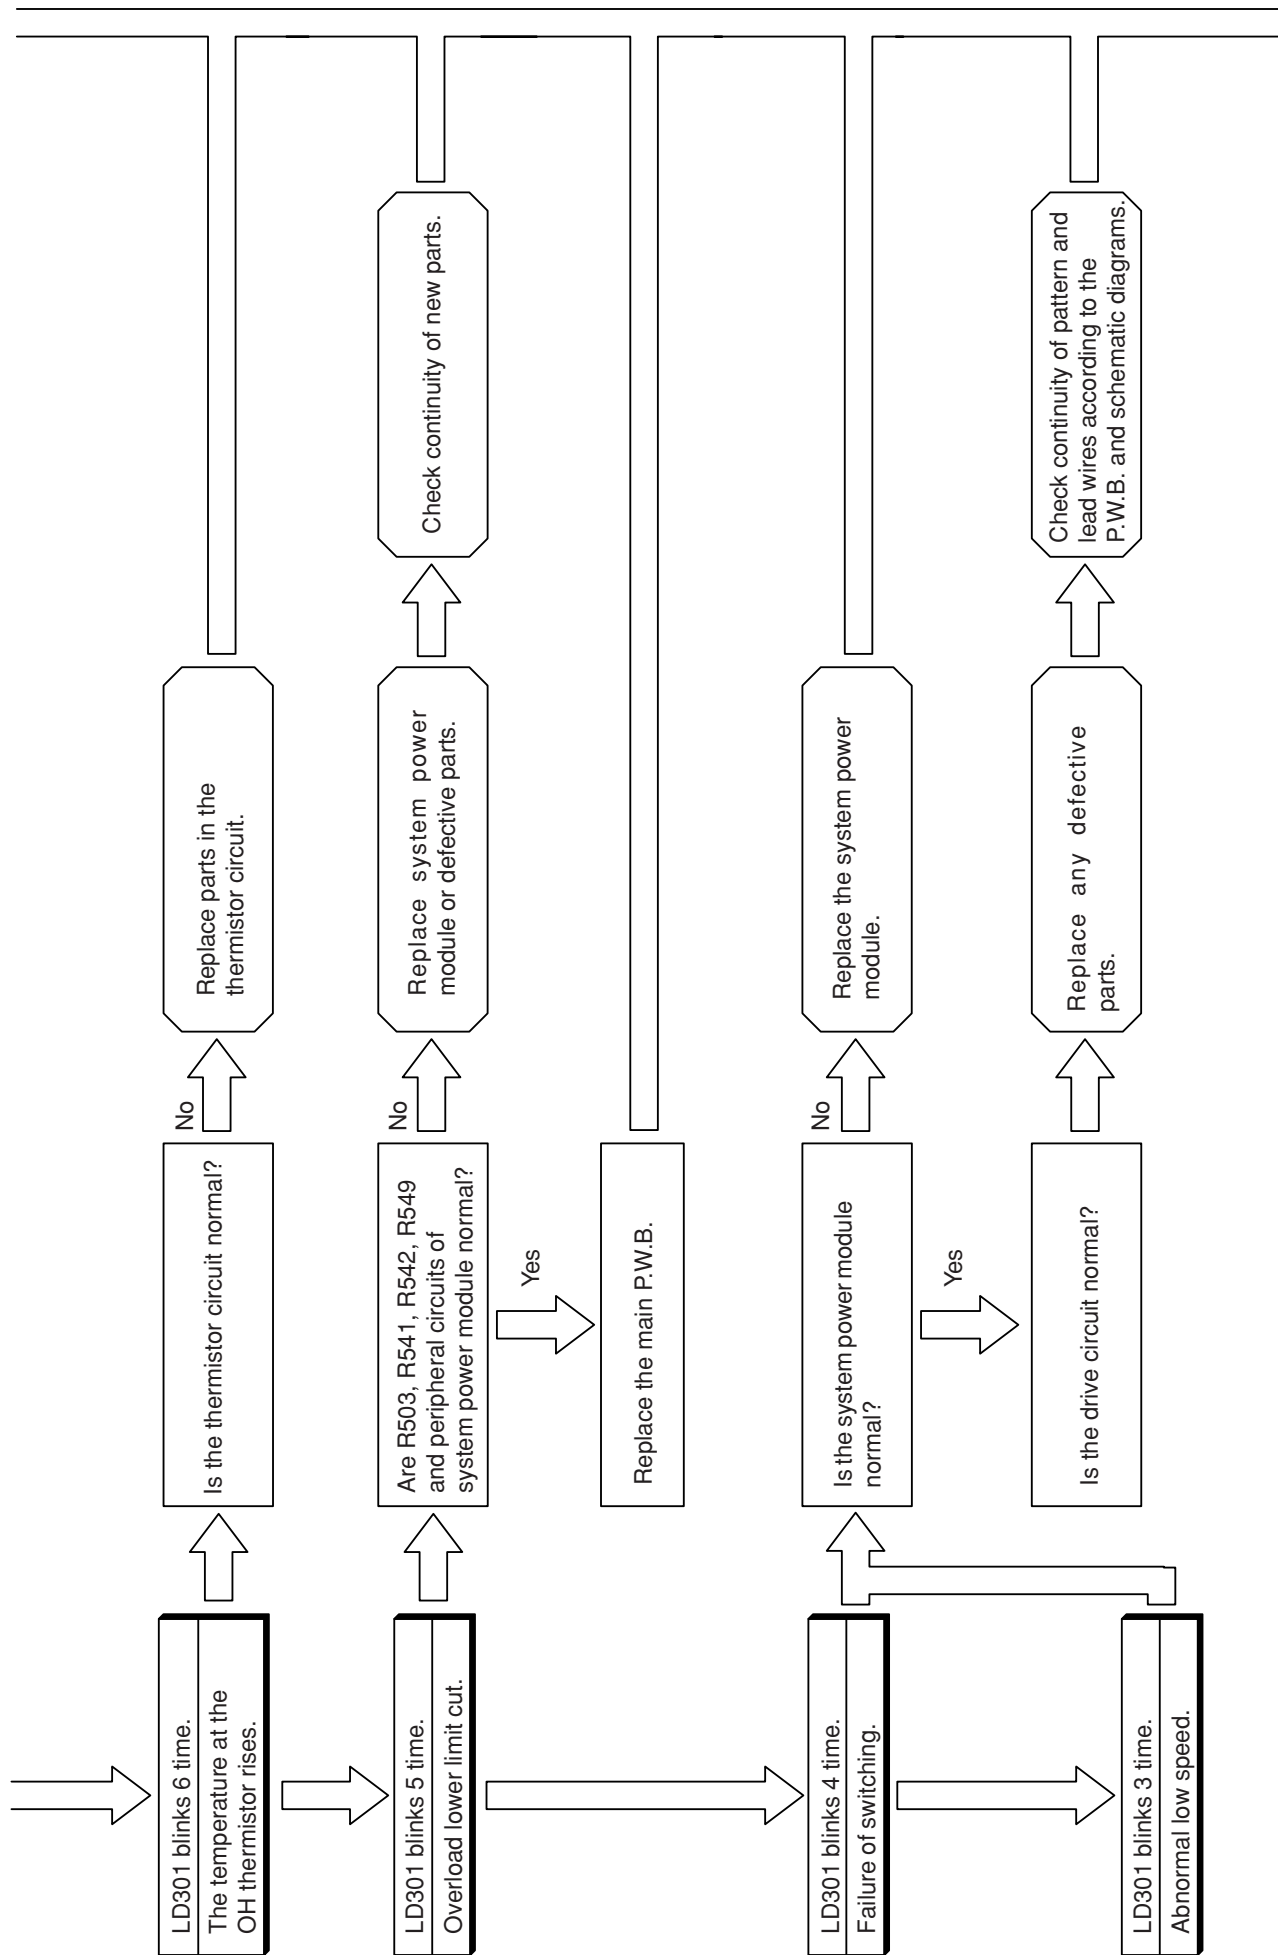 LD301 blinks 6 time.
The temperature at the
OH thermistor rises.
Is the thermistor circuit normal?
No
Replace parts in the
thermistor circuit.
LD301 blinks 5 time.
Overload lower limit cut.
Are R503, R541, R542, R549
and peripheral circuits of
system power module normal?
No
Replace system power
module or defective parts.
Check continuity of new parts.
Yes
Replace the main P.W.B.
LD301 blinks 4 time.
Failure of switching.
Is the system power module
normal?
No
Replace the system power
module.
Yes
LD301 blinks 3 time.
Abnormal low speed.
Is the drive circuit normal?
Replace any defective
parts.
Check continuity of pattern and
lead wires according to the
P.W.B. and schematic diagrams.